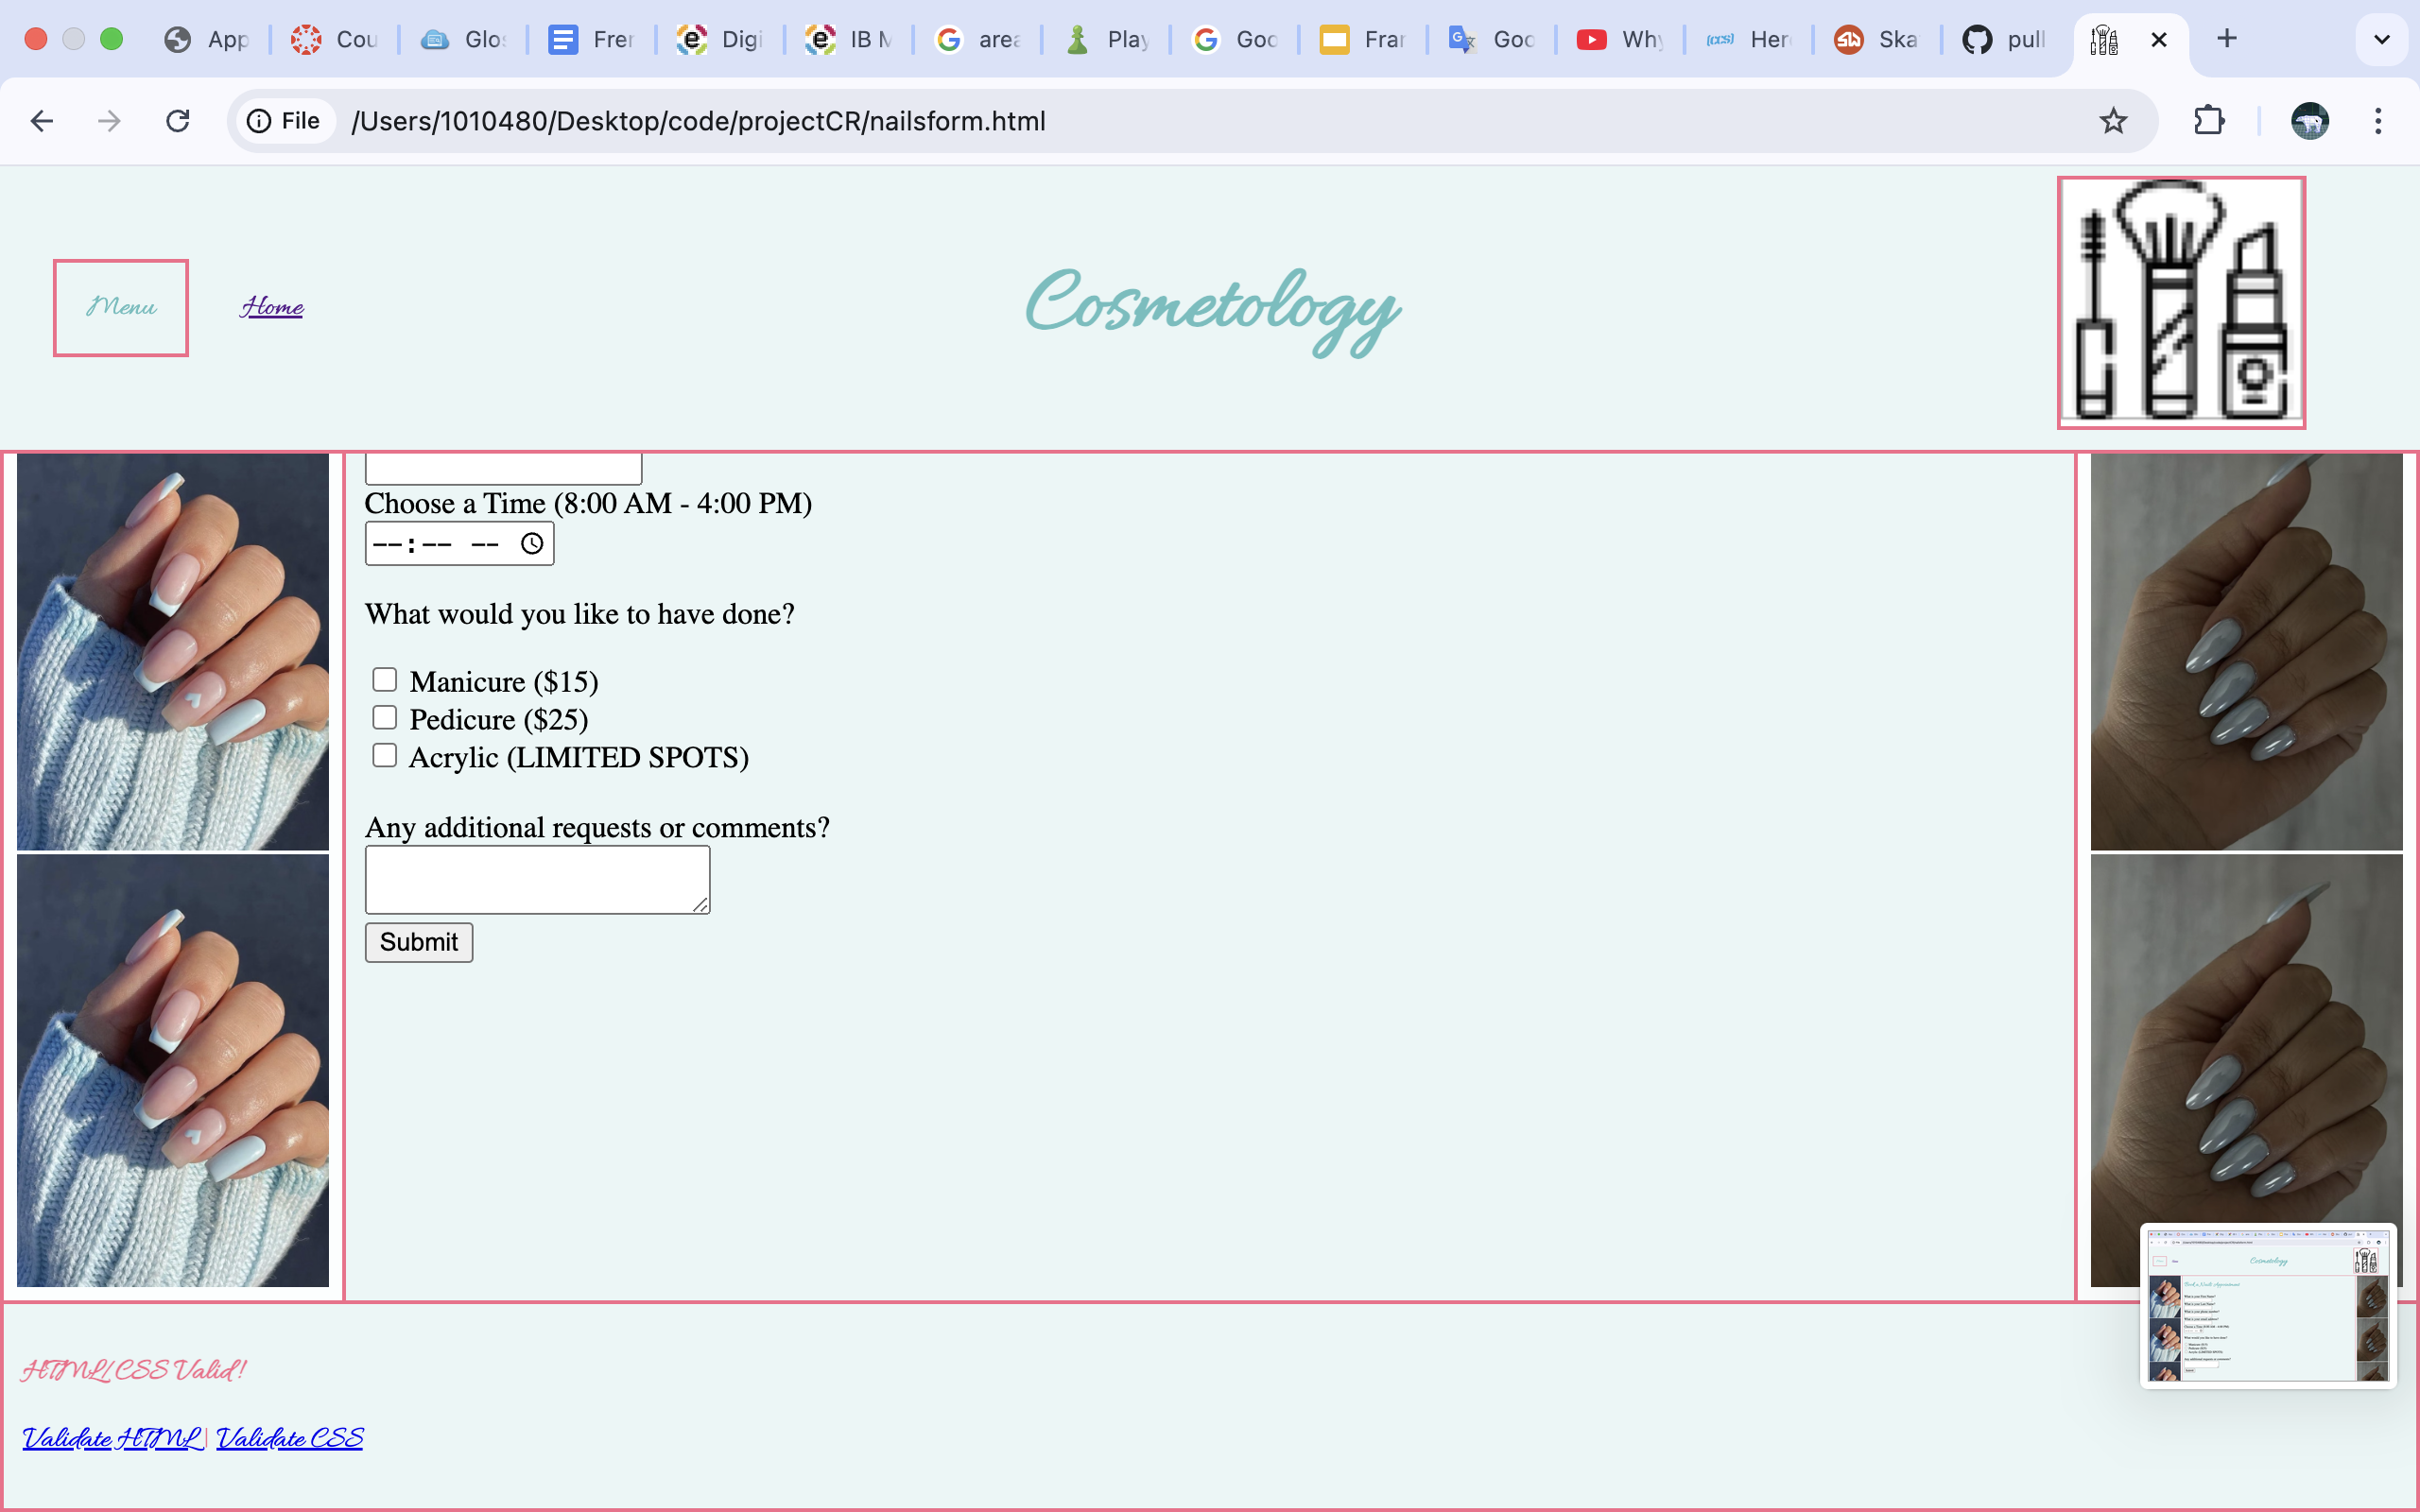 App
Cou
Glos
Frer
Digi
IB M
area
Play
Goo
Fran
Goo
Why
Her
Ska
pull
File
/Users/1010480/Desktop/code/projectCR/nailsform.html
Menu
Home
Cosmetology
Choose a Time (8:00 AM - 4:00 PM)
--:-- --
What would you like to have done?
Manicure ($15)
Pedicure ($25)
Acrylic (LIMITED SPOTS)
Any additional requests or comments?
Submit
HTML/CSS Valid!
Validate HTML | Validate CSS